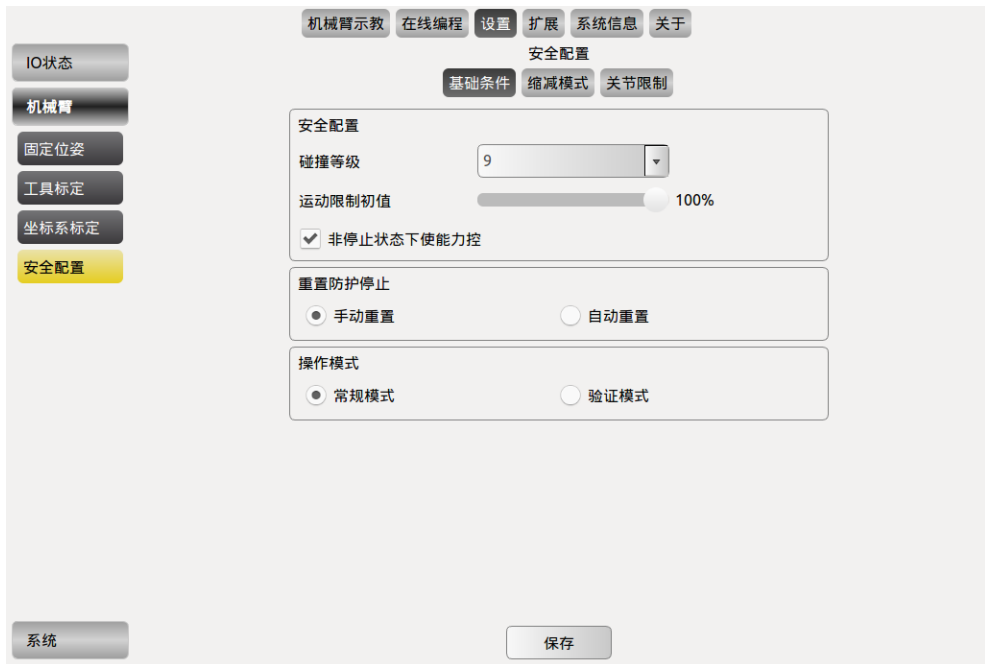 机械臂示教 在线编程 设置 扩展 系统信息 关于
安全配置
基础条件 缩减模式 关节限制
IO状态
机械臂
固定位姿
工具标定
坐标系标定
安全配置
系统
安全配置
碰撞等级 9
运动限制初值 100%
非停止状态下使能力控
重置防护停止
手动重置 自动重置
操作模式
常规模式 验证模式
保存